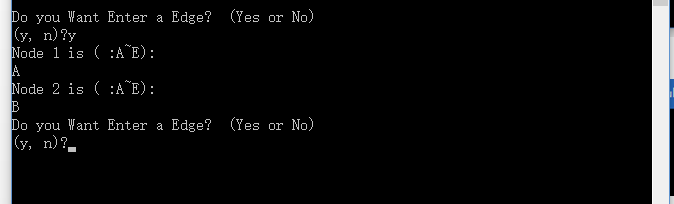 Do you Want Enter a Edge?  (Yes or No)
(y, n)?y
Node 1 is ( :A~E):
A
Node 2 is ( :A~E):
B
Do you Want Enter a Edge?  (Yes or No)
(y, n)?